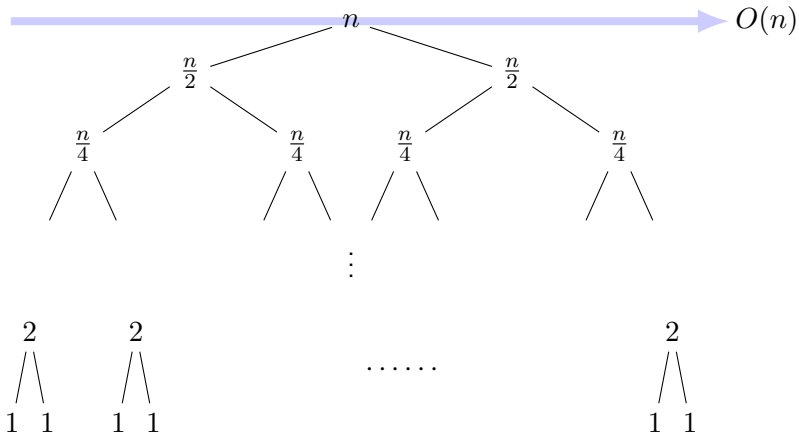 n O(n)
n/2 n/2
n/4 n/4 n/4 n/4
⋮
2 2 2
......
1 1 1 1 1 1